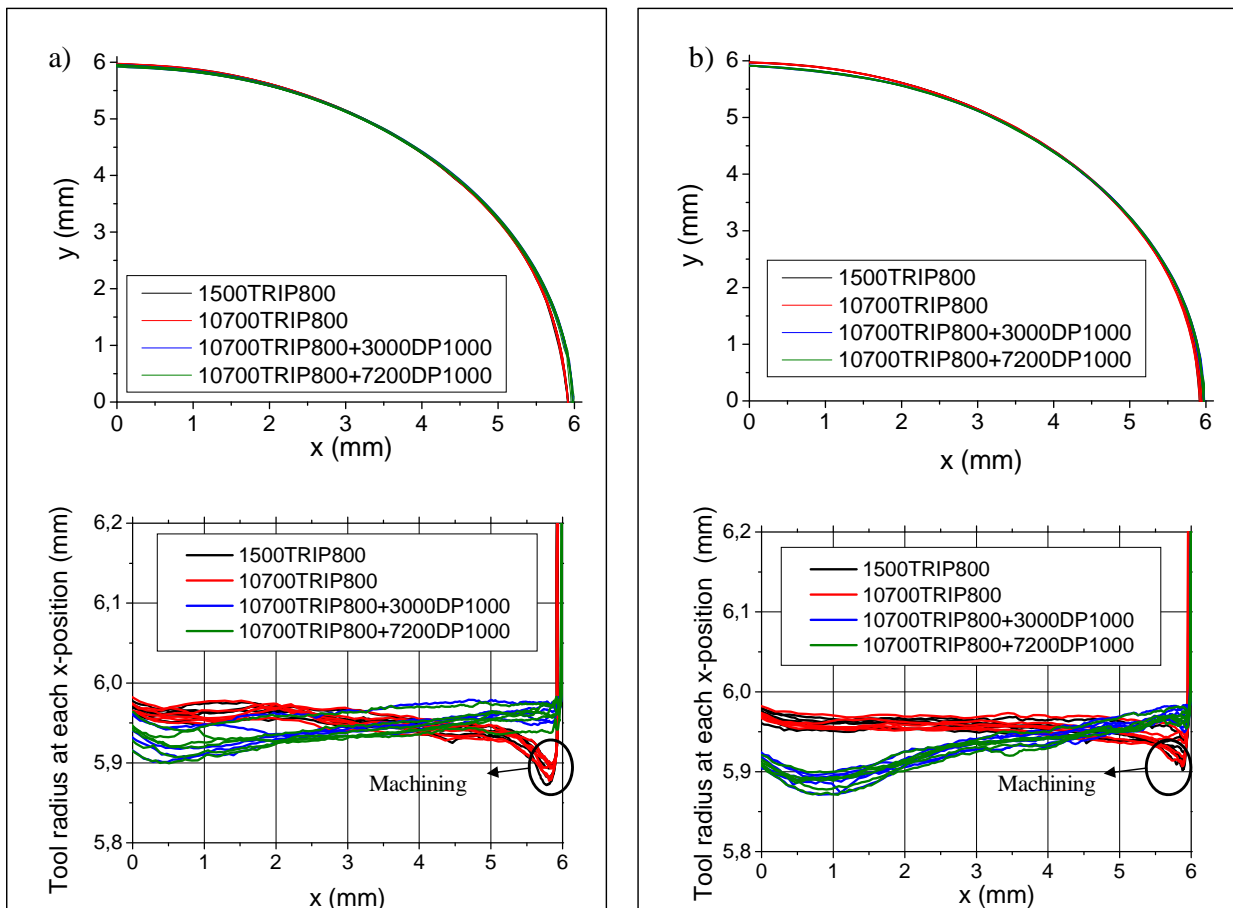 a)
6
5
4
3
2
1
0
y (mm)
1500TRIP800
10700TRIP800
10700TRIP800+3000DP1000
10700TRIP800+7200DP1000
0 1 2 3 4 5 6
x (mm)
6,2
6,1
6,0
5,9
5,8
Tool radius at each x-position (mm)
1500TRIP800
10700TRIP800
10700TRIP800+3000DP1000
10700TRIP800+7200DP1000
Machining
0 1 2 3 4 5 6
x (mm)
b)
6
5
4
3
2
1
0
y (mm)
1500TRIP800
10700TRIP800
10700TRIP800+3000DP1000
10700TRIP800+7200DP1000
0 1 2 3 4 5 6
x (mm)
6,2
6,1
6,0
5,9
5,8
Tool radius at each x-position (mm)
1500TRIP800
10700TRIP800
10700TRIP800+3000DP1000
10700TRIP800+7200DP1000
Machining
0 1 2 3 4 5 6
x (mm)